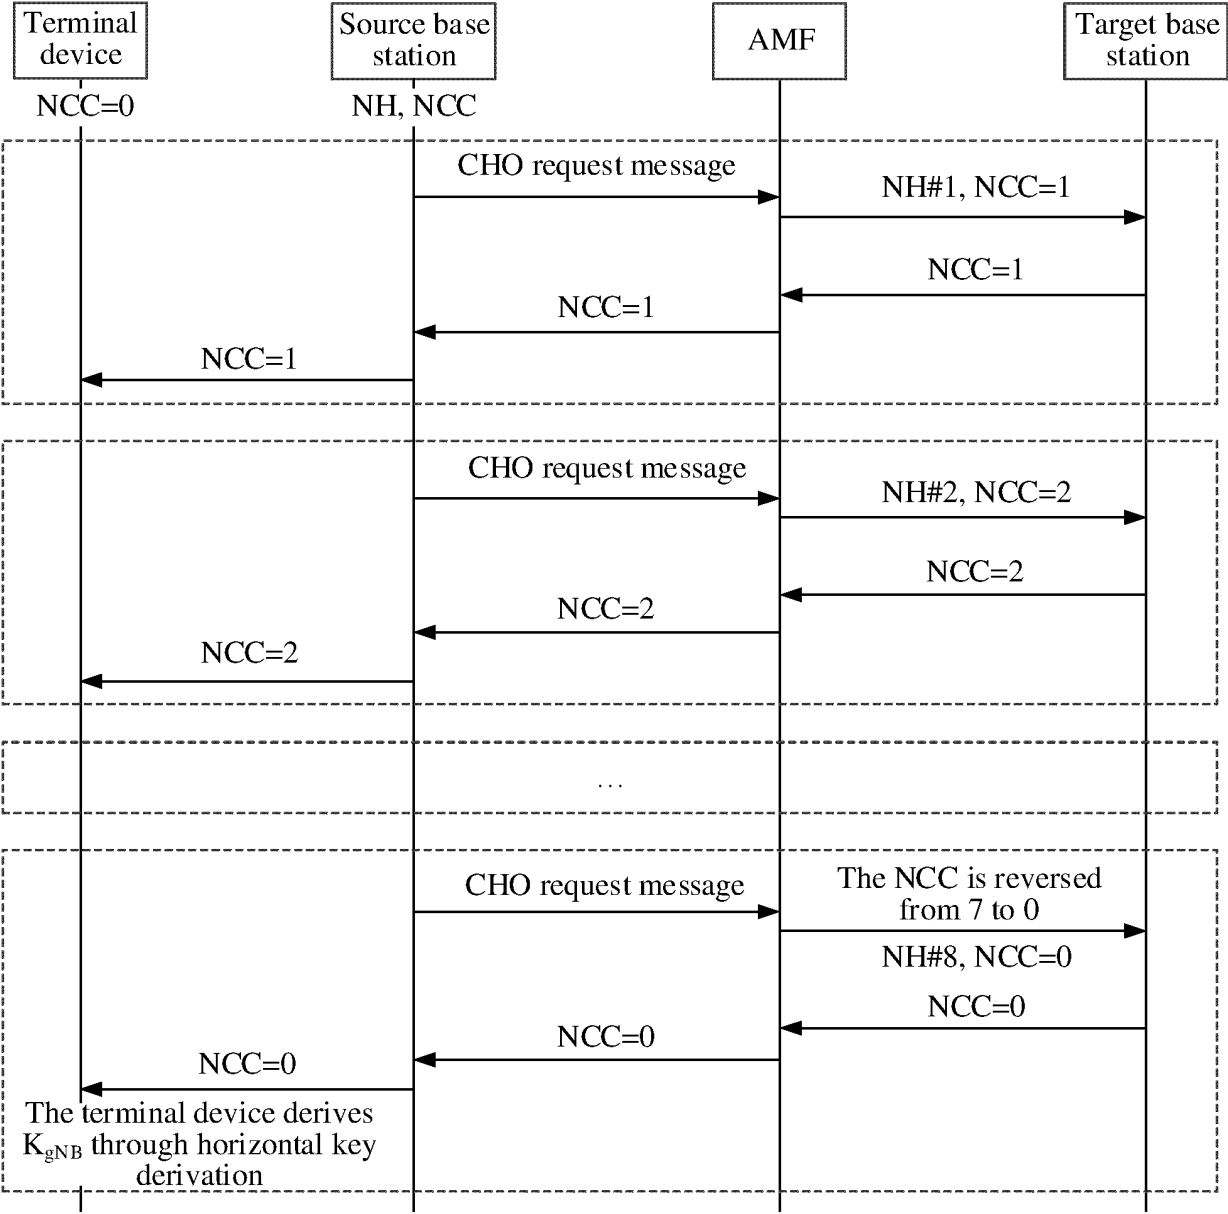 Terminal
device
Source base
station
AMF
Target base
station
NCC=0
NH, NCC
CHO request message
NH#1, NCC=1
NCC=1
NCC=1
NCC=1
CHO request message
NH#2, NCC=2
NCC=2
NCC=2
NCC=2
...
CHO request message
The NCC is reversed
from 7 to 0
NH#8, NCC=0
NCC=0
NCC=0
NCC=0
The terminal device derives
KgNB through horizontal key
derivation